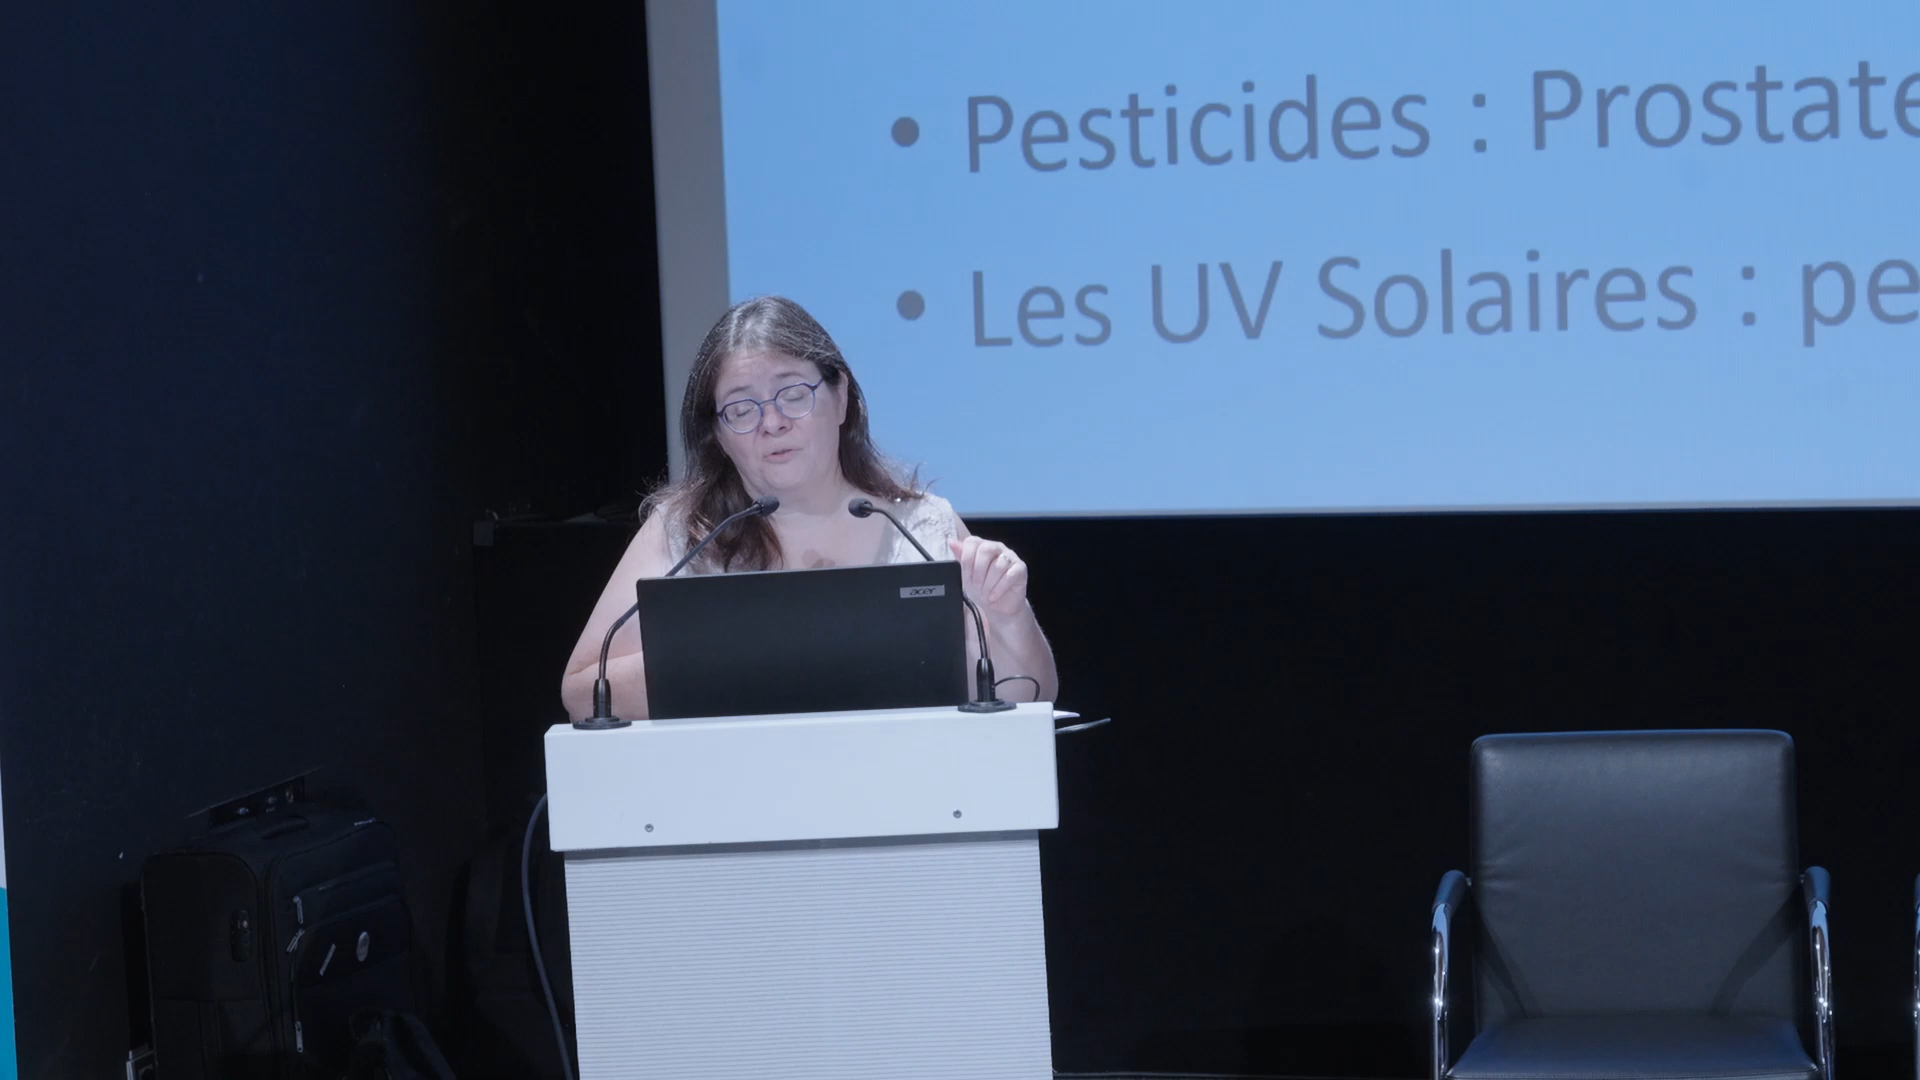 • Pesticides : Prostate
• Les UV Solaires : pe
acer